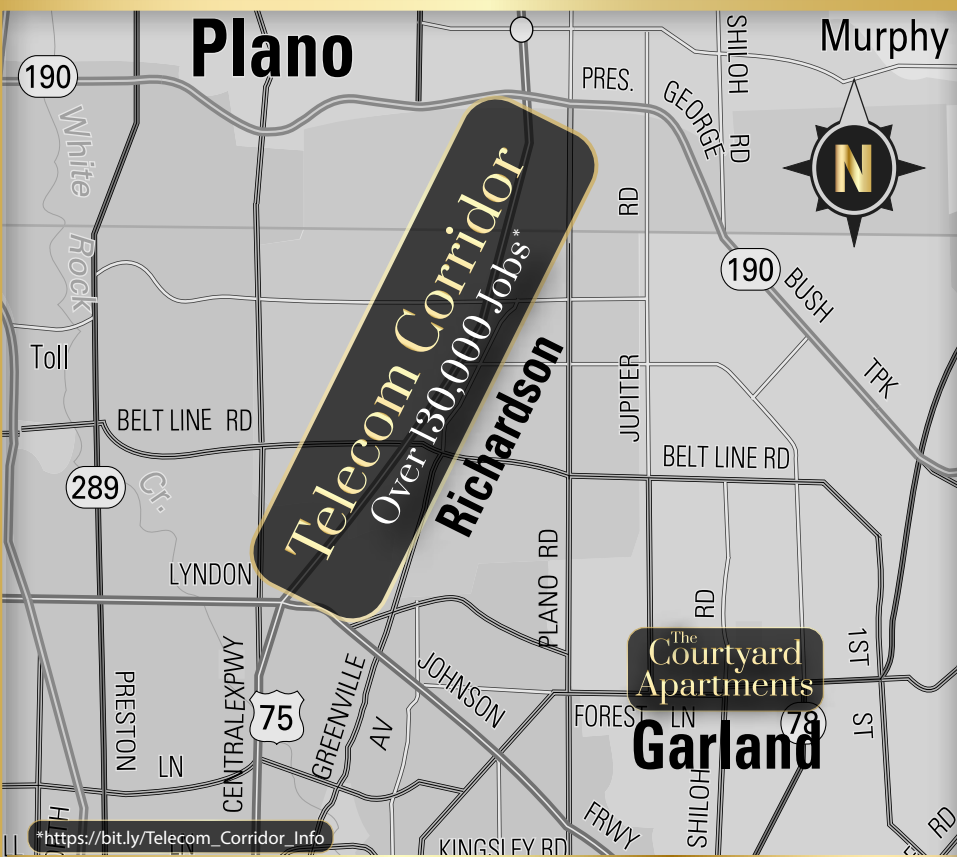 Plano
Murphy
190
PRES.
GEORGE
SHILOH
RD
White
Rock
N
RD
Telecom Corridor
Over 130,000 Jobs*
190
BUSH
TPK
Toll
Richardson
JUPITER
BELT LINE RD
BELT LINE RD
289
Cr.
LYNDON
PLANO RD
RD
The
Courtyard
Apartments
1ST
ST
JOHNSON
PRESTON
CENTRALEXPWY
75
GREENVILLE
AV
FOREST LN
78
Garland
LN
SHILOH
FRWY
RD
KINGSLEY RD
LN
*https://bit.ly/Telecom_Corridor_Info